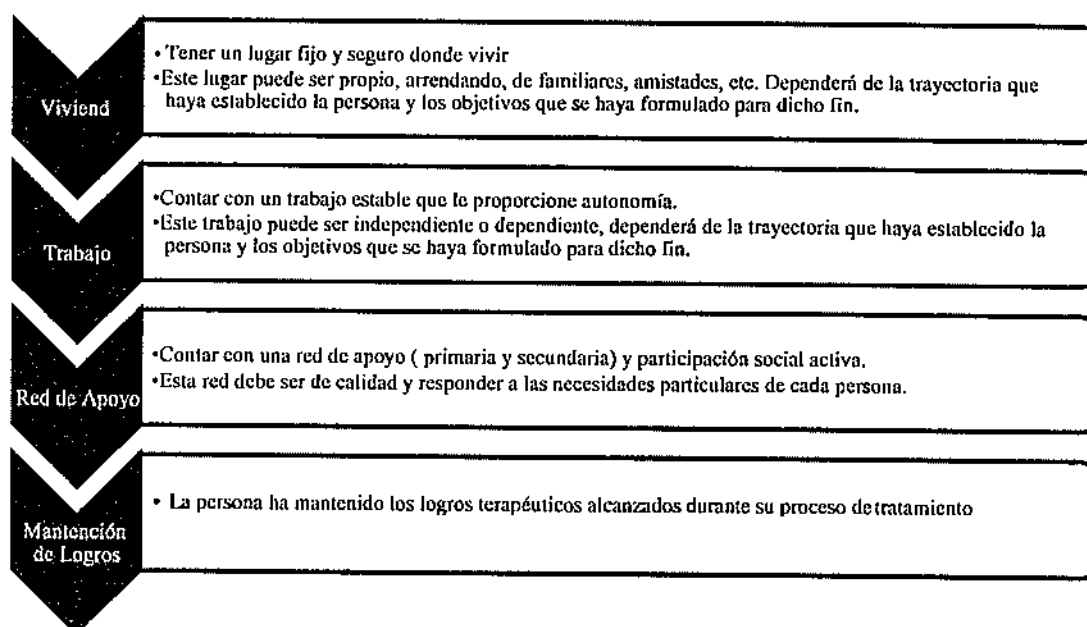 Viviend
• Tener un lugar fijo y seguro donde vivir
•Este lugar puede ser propio, arrendando, de familiares, amistades, etc. Dependerá de la trayectoria que
haya establecido la persona y los objetivos que se haya formulado para dicho fin.
Trabajo
•Contar con un trabajo estable que le proporcione autonomía.
•Este trabajo puede ser independiente o dependiente, dependerá de la trayectoria que haya establecido la
persona y los objetivos que se haya formulado para dicho fin.
Red de Apoyo
•Contar con una red de apoyo ( primaria y secundaria) y participación social activa.
•Esta red debe ser de calidad y responder a las necesidades particulares de cada persona.
Mantención
de Logros
• La persona ha mantenido los logros terapéuticos alcanzados durante su proceso de tratamiento